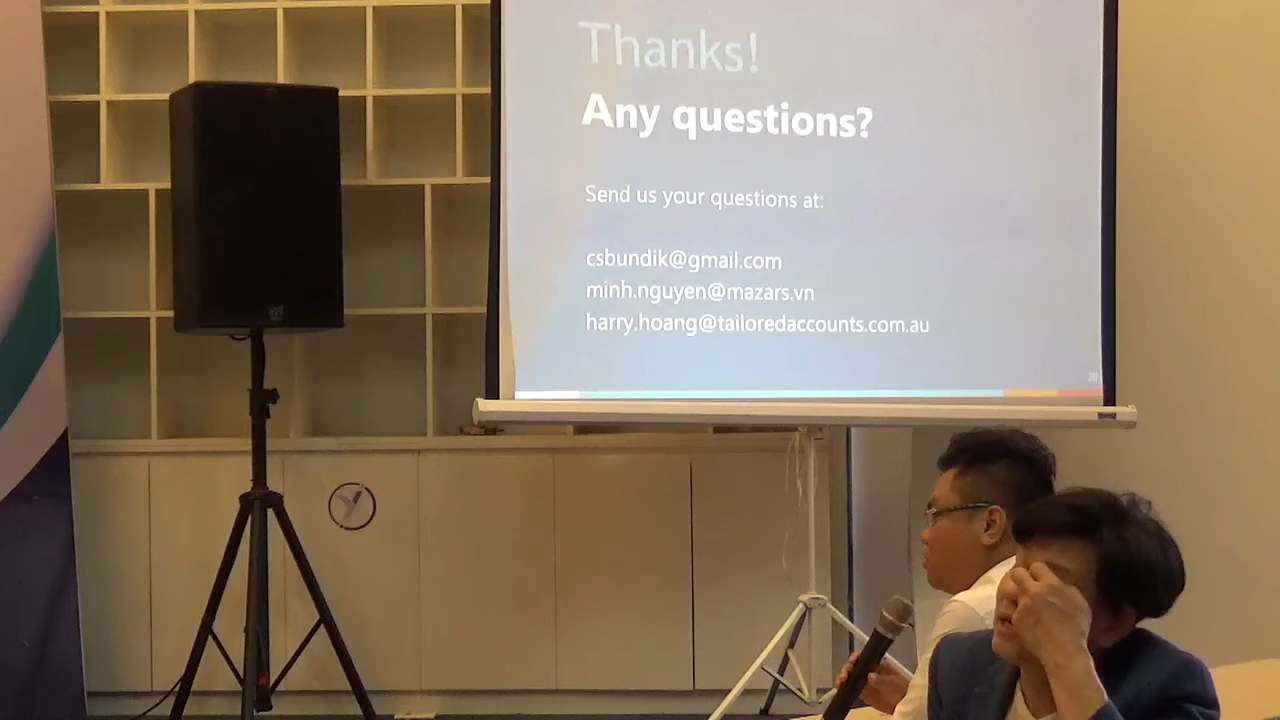 Thanks!
Any questions?
Send us your questions at:
csbundik@gmail.com
minh.nguyen@mazars.vn
harry.hoang@tailoredaccounts.com.au
20